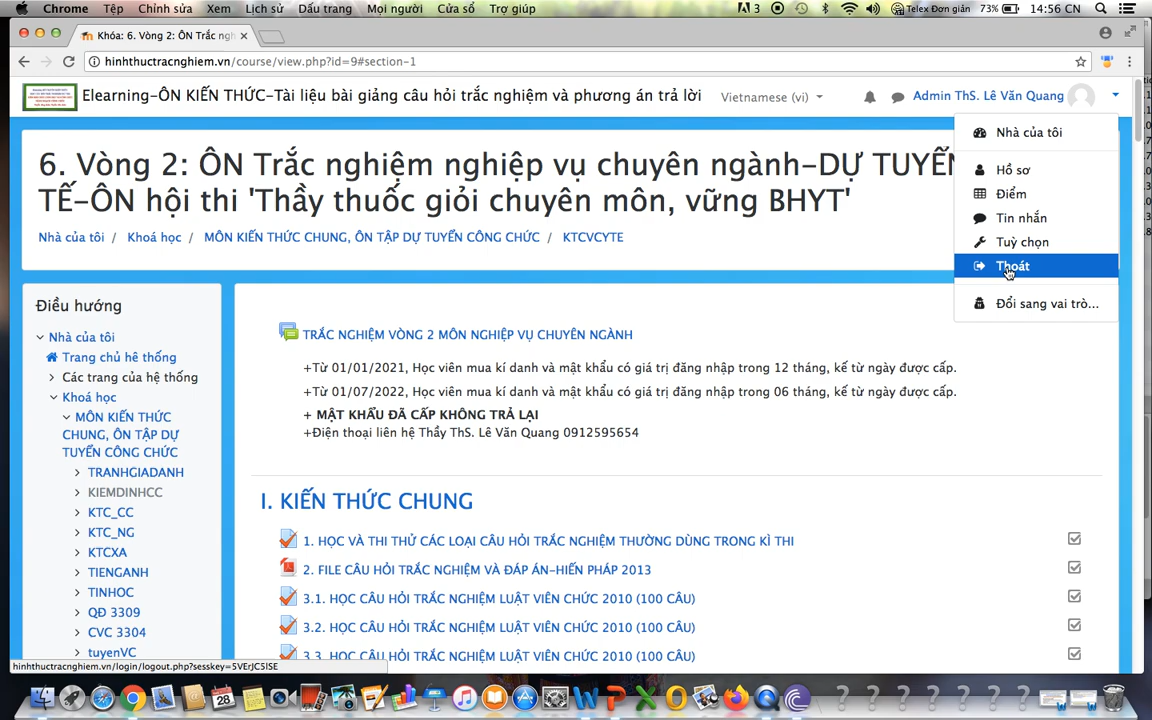 Chrome Tệp Chỉnh sửa Xem Lịch sử Dấu trang Mọi người Cửa sổ Trợ giúp 3 Telex Đơn giản 73% 14:56 CN
Khóa: 6. Vòng 2: ÔN Trắc ng
hinhthuctracnghiem.vn/course/view.php?id=9#section-1
Elearning-ÔN KIẾN THỨC-Tài liệu bài giảng câu hỏi trắc nghiệm và phương án trả lời Vietnamese (vi) Admin ThS. Lê Văn Quang
6. Vòng 2: ÔN Trắc nghiệm nghiệp vụ chuyên ngành-DỰ TUYỂN
TẾ-ÔN hội thi 'Thầy thuốc giỏi chuyên môn, vững BHYT'
Nhà của tôi / Khoá học / MÔN KIẾN THỨC CHUNG, ÔN TẬP DỰ TUYỂN CÔNG CHỨC / KTCVCYTE
Nhà của tôi
Hồ sơ
Điểm
Tin nhắn
Tuỳ chọn
Thoát
Đổi sang vai trò...
Điều hướng
Nhà của tôi
Trang chủ hê thống
Các trang của hệ thống
Khoá học
MÔN KIẾN THỨC
CHUNG, ÔN TẬP DỰ
TUYỂN CÔNG CHỨC
TRANHGIADANH
KIEMDINHCC
KTC_CC
KTC_NG
KTCXA
TIENGANH
TINHOC
QĐ 3309
CVC 3304
tuyenVC
TRẮC NGHIỆM VÒNG 2 MÔN NGHIỆP VỤ CHUYÊN NGÀNH
+Từ 01/01/2021, Học viên mua kí danh và mật khẩu có giá trị đăng nhập trong 12 tháng, kế từ ngày được cấp.
+Từ 01/07/2022, Học viên mua kí danh và mật khẩu có giá trị đăng nhập trong 06 tháng, kế từ ngày được cấp.
+ MẬT KHẨU ĐÃ CẤP KHÔNG TRẢ LẠI
+Điện thoại liên hệ Thầy ThS. Lê Văn Quang 0912595654
I. KIẾN THỨC CHUNG
1. HỌC VÀ THI THỬ CÁC LOẠI CÂU HỎI TRẮC NGHIỆM THƯỜNG DÙNG TRONG KÌ THI
2. FILE CÂU HỎI TRẮC NGHIỆM VÀ ĐÁP ÁN-HIẾN PHÁP 2013
3.1. HỌC CÂU HỎI TRẮC NGHIỆM LUẬT VIÊN CHỨC 2010 (100 CÂU)
3.2. HỌC CÂU HỎI TRẮC NGHIỆM LUẬT VIÊN CHỨC 2010 (100 CÂU)
3.3. HỌC CÂU HỎI TRẮC NGHIỆM LUẬT VIÊN CHỨC 2010 (100 CÂU)
hinhthuctracnghiem.vn/login/logout.php?sesskey=5VErJC5lSE
28